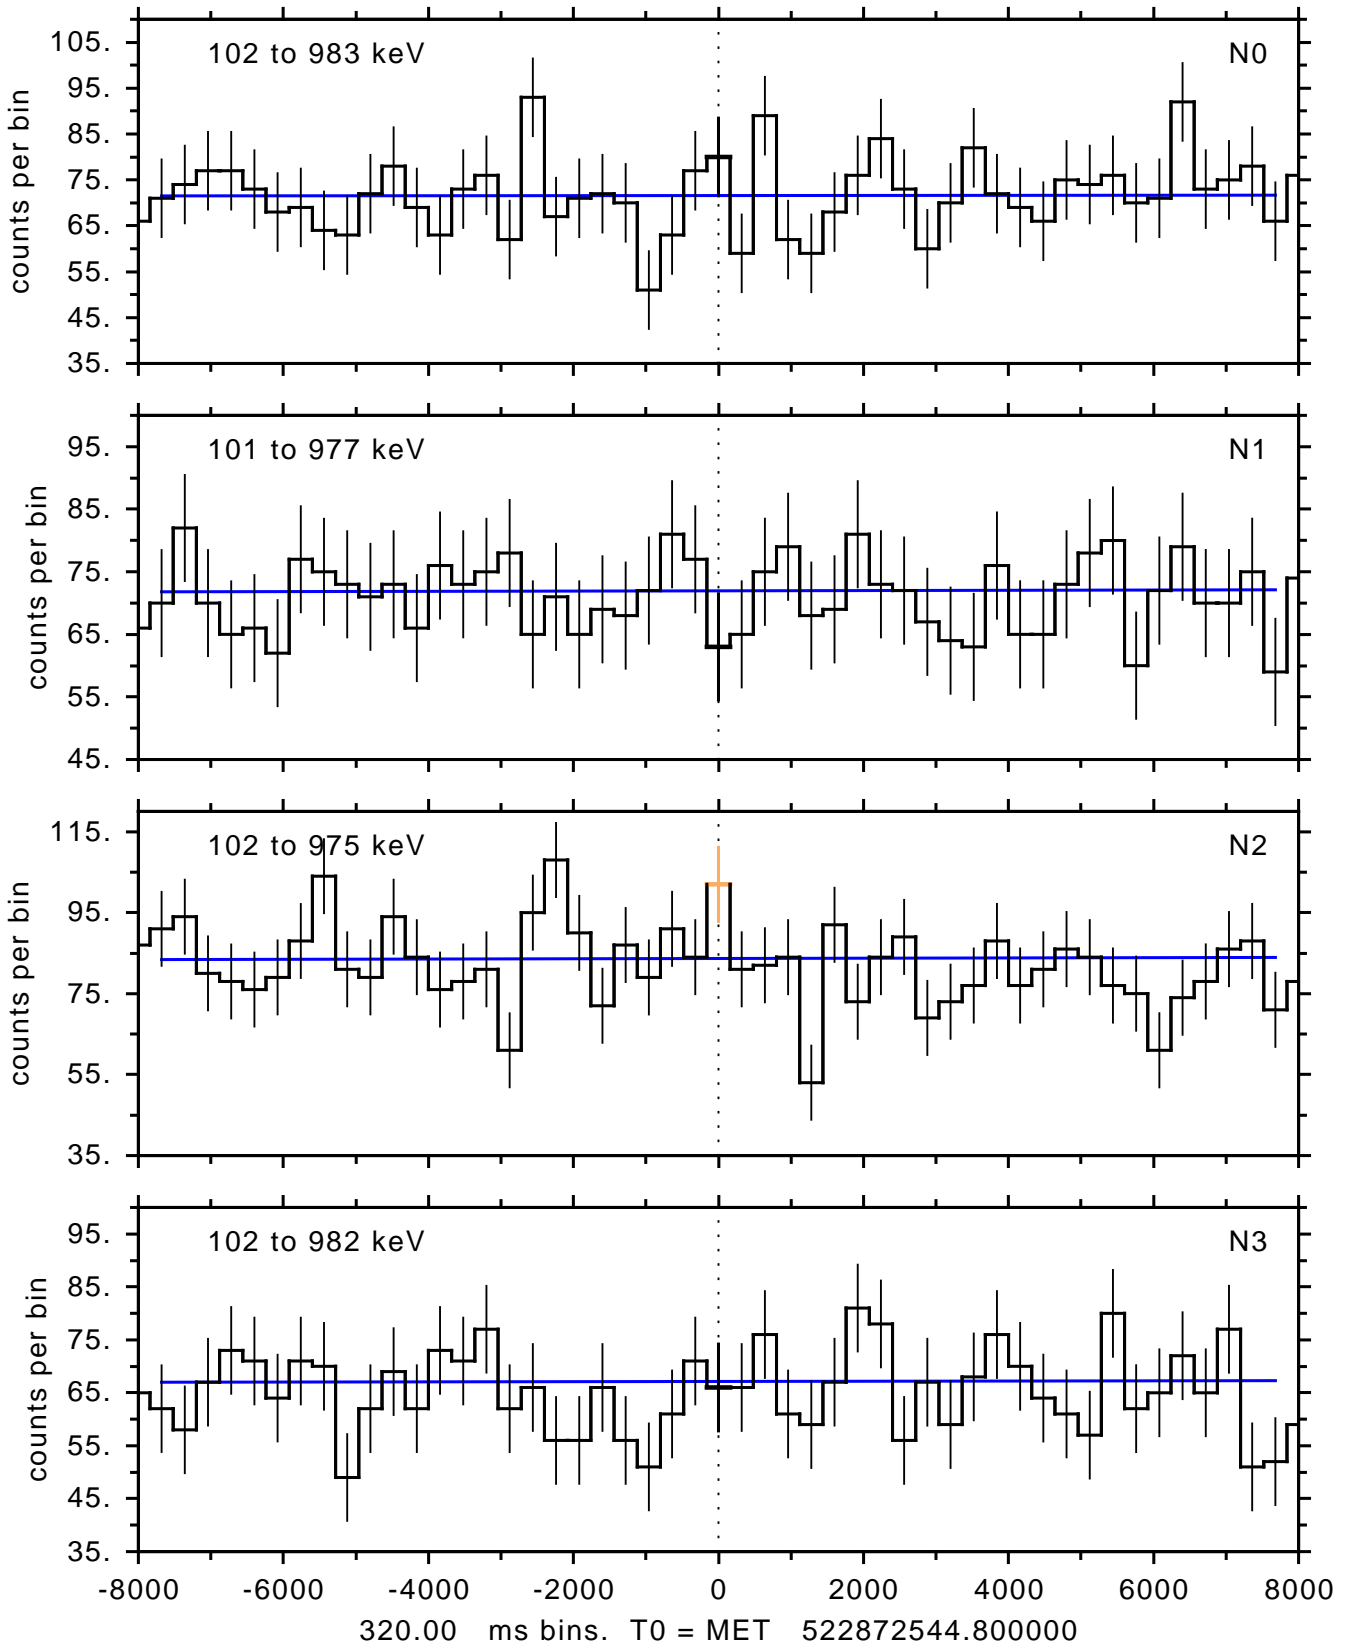 102 to 983 keV N0
105.
95.
85.
75.
65.
55.
45.
35.
counts per bin
101 to 977 keV N1
95.
85.
75.
65.
55.
45.
counts per bin
102 to 975 keV N2
115.
95.
75.
55.
35.
counts per bin
102 to 982 keV N3
95.
85.
75.
65.
55.
45.
35.
counts per bin
-8000 -6000 -4000 -2000 0 2000 4000 6000 8000
320.00 ms bins. T0 = MET 522872544.800000